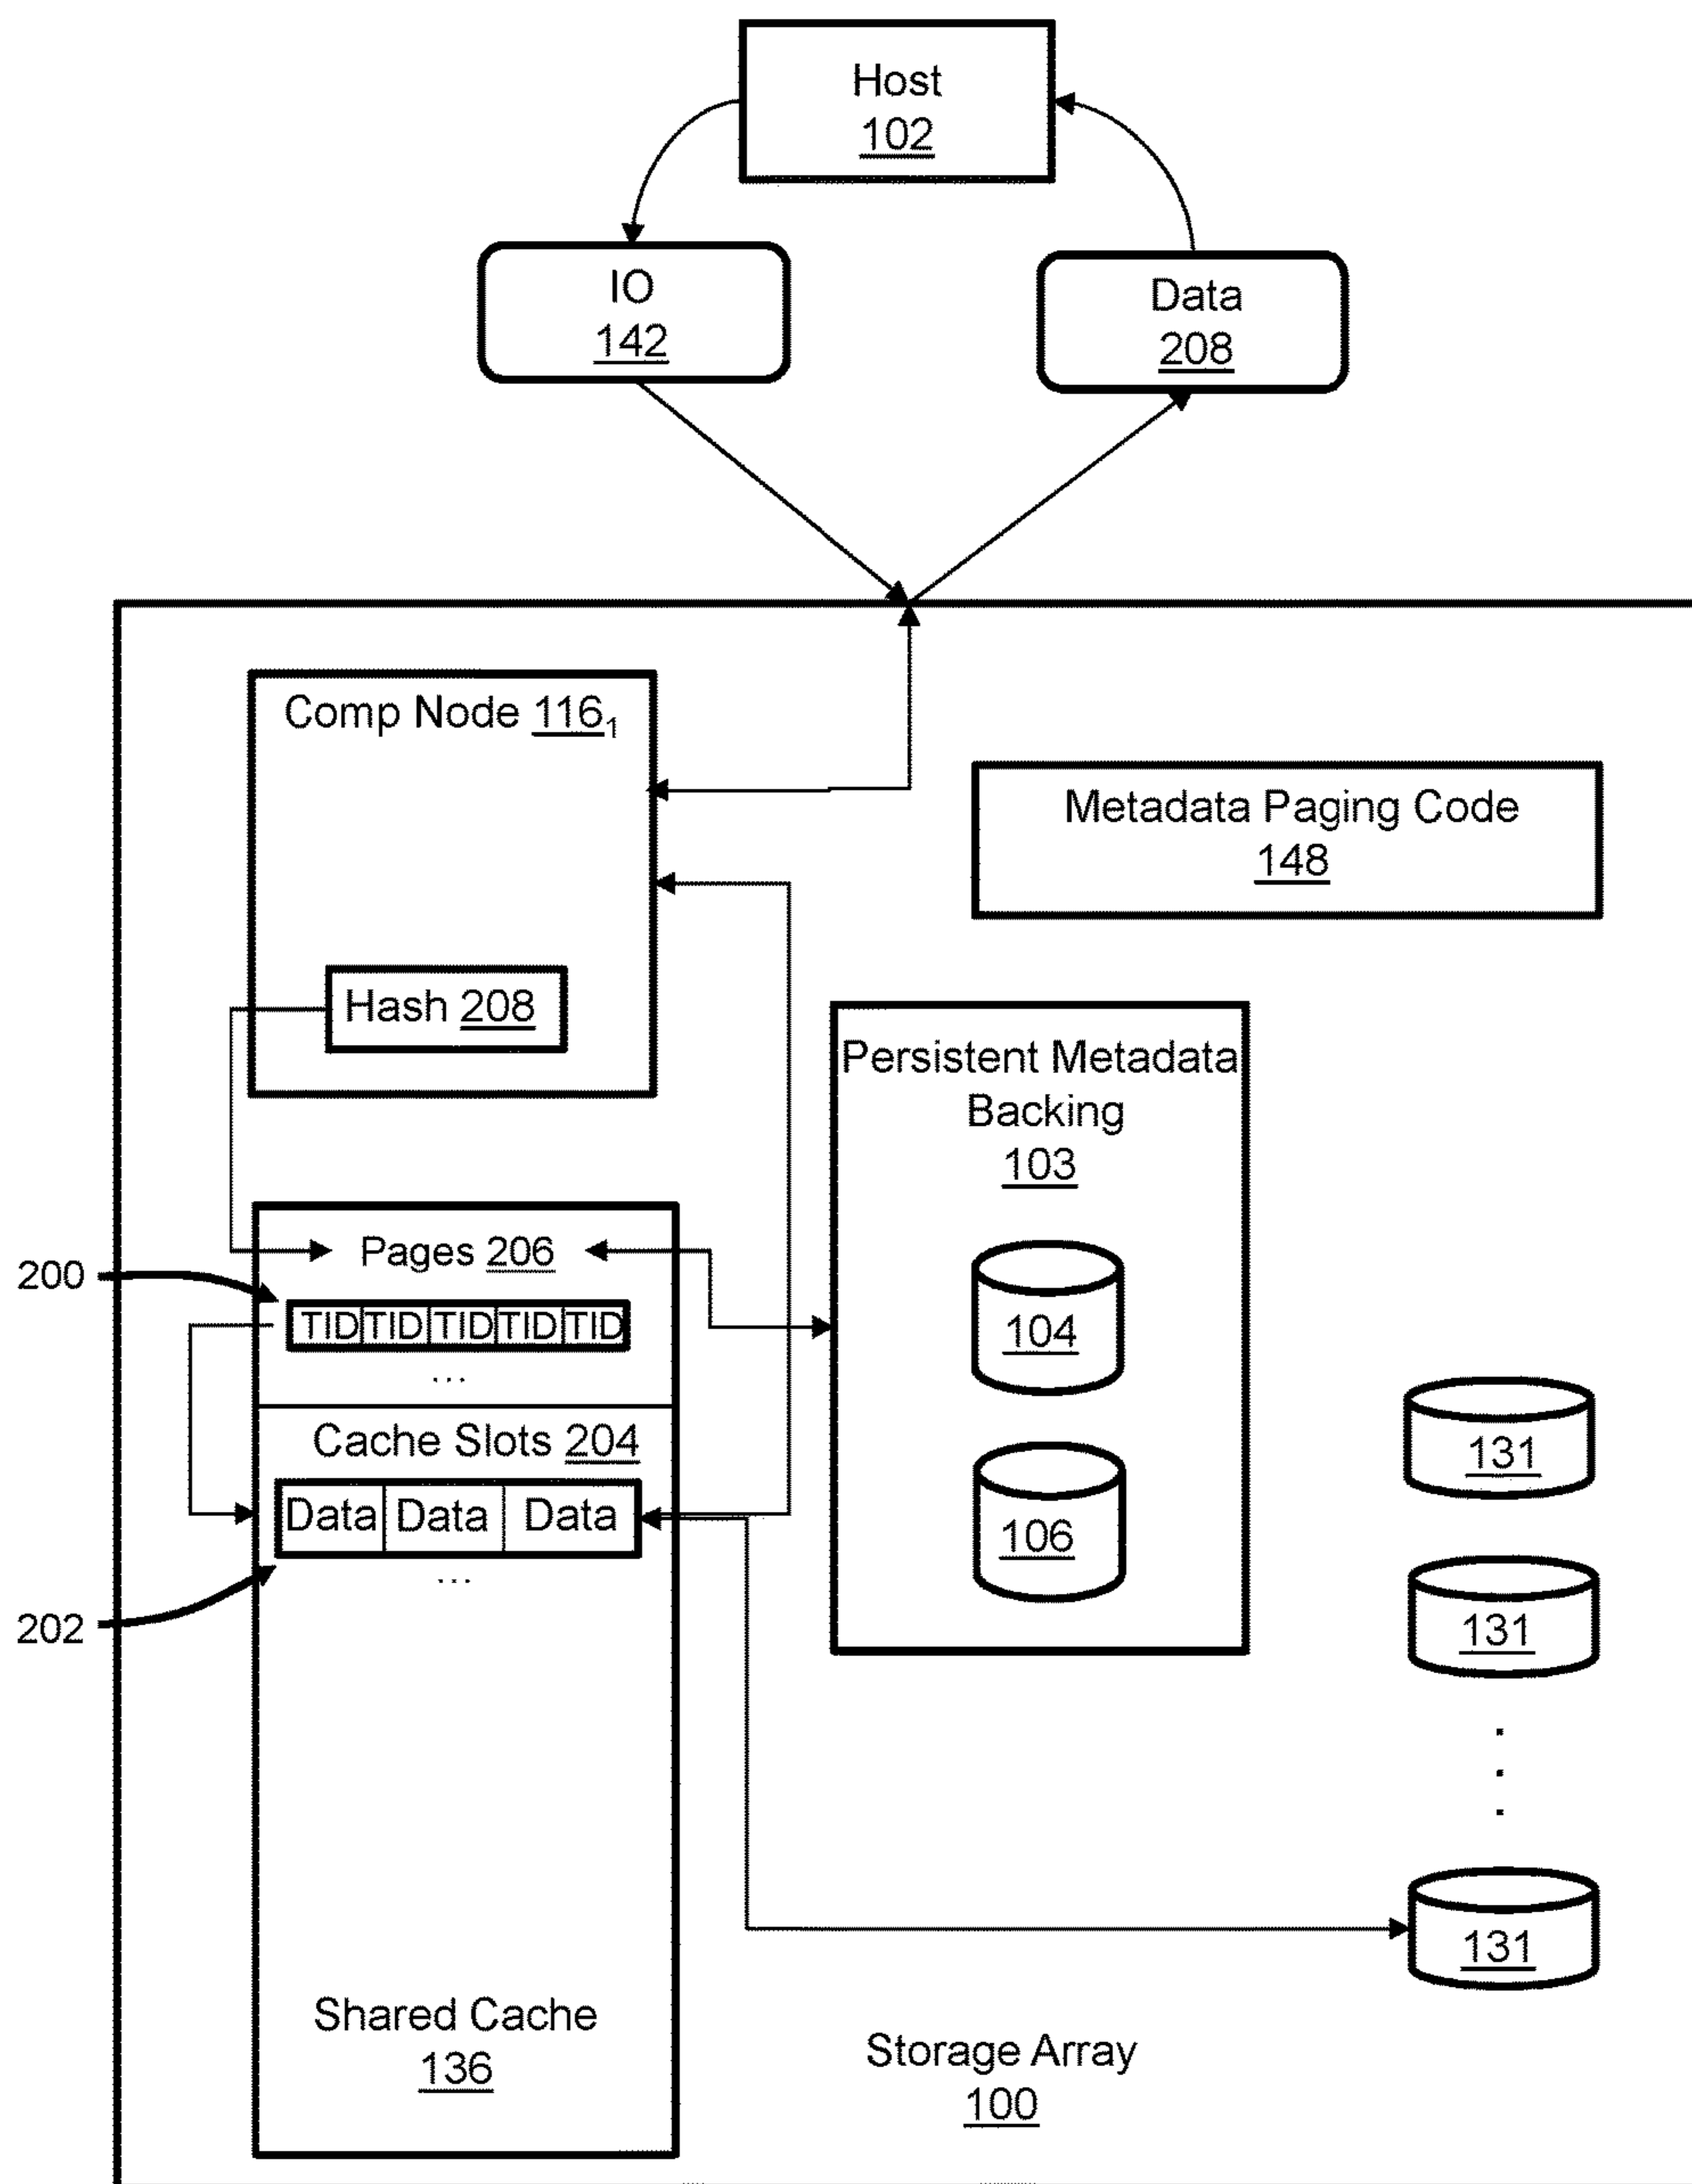 Host
102
IO
142
Data
208
Comp Node 116₁
Metadata Paging Code
148
Hash 208
Persistent Metadata
Backing
103
Pages 206
200
TID TID TID TID TID
...
104
Cache Slots 204
131
Data Data Data
106
...
202
131
.
.
.
131
Shared Cache
136
Storage Array
100